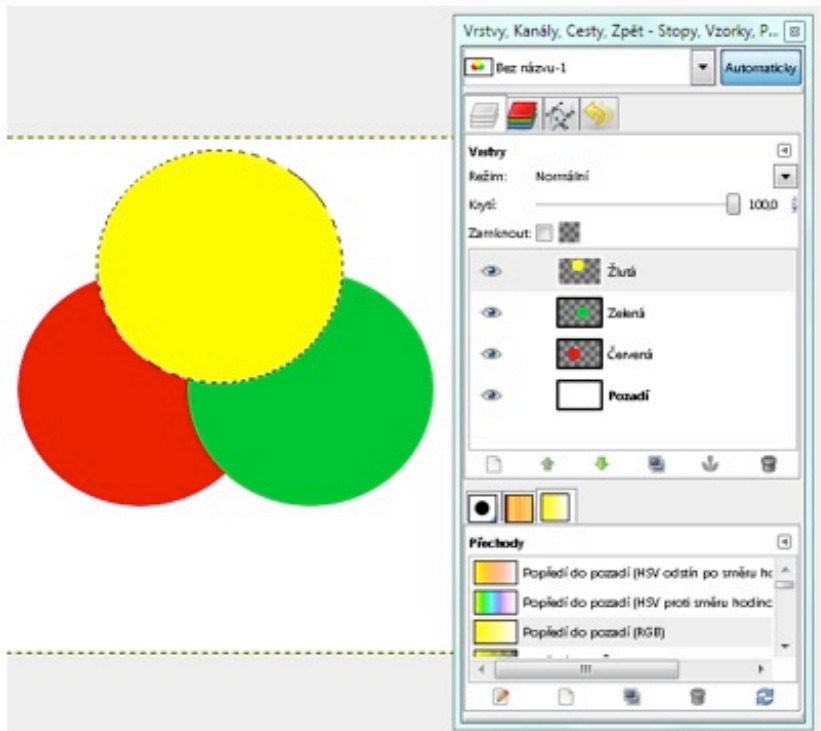 Vrstvy, Kanály, Cesty, Zpět - Stopy, Vzorky, P...
Bez názvu-1
Automaticky
Vrstvy
Režim: Normální
Krytí: 100,0
Zamknout:
Žlutá
Zelená
Červená
Pozadí
Přechody
Popředí do pozadí (HSV odstín po směru hc
Popředí do pozadí (HSV proti směru hodinc
Popředí do pozadí (RGB)